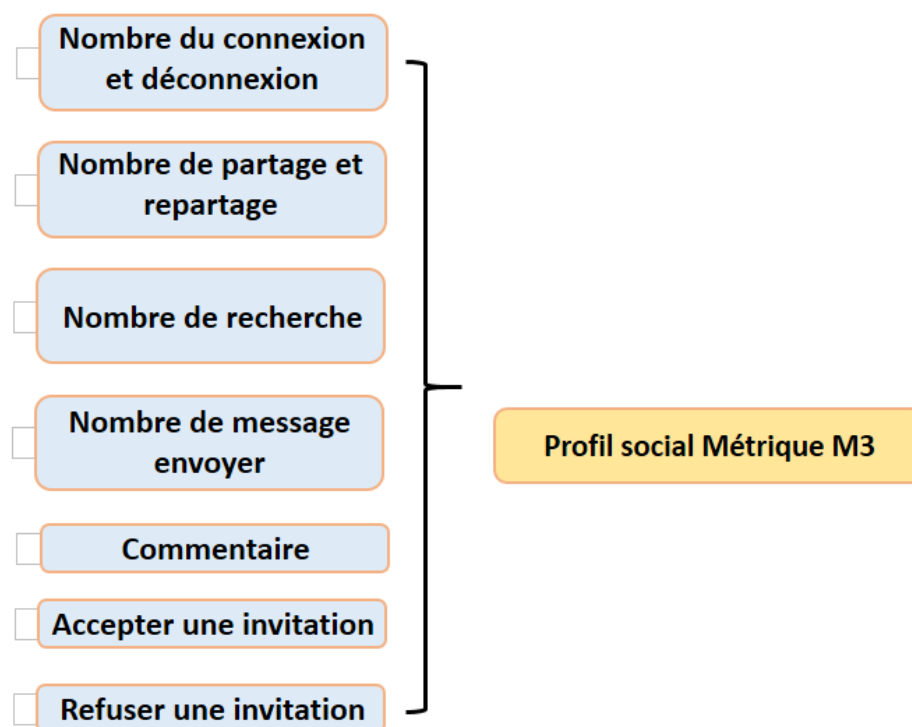 Nombre du connexion
et déconnexion
Nombre de partage et
repartage
Nombre de recherche
Nombre de message
envoyer
Commentaire
Accepter une invitation
Refuser une invitation
Profil social Métrique M3